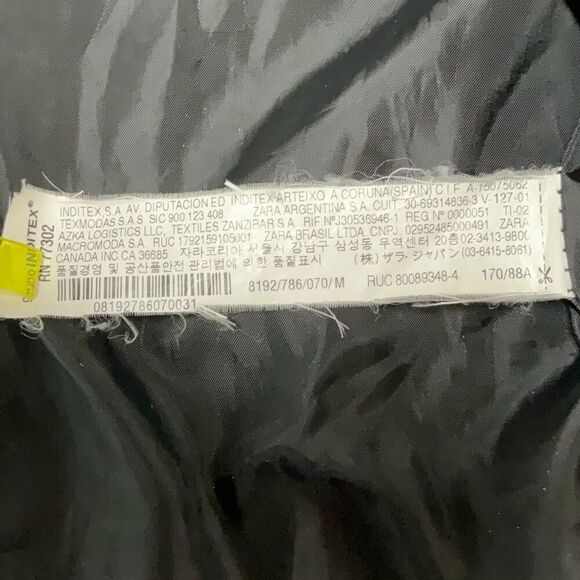 Grupo INDITEX®
RN 77302
INDITEX S.A. AV. DIPUTACION ED. INDITEX ARTEIXO A CORUNA(SPAIN) C.I.F. A-15075062
TEXMODAS S A S SIC 900 123 408 ZARA ARGENTINA S.A. CUIT 30-69314836-3 V-127-01
AZKA LOGISTICS LLC, TEXTILES ZANZIBAR S.A. RIF Nº J30536946-1 REG Nº 0000051 TI-02
MACROMODA S.A. RUC 1792159105001 ZARA BRASIL LTDA, CNPJ. 02952485000491 ZARA
CANADA INC CA 36685 자라코리아 서울시 강남구 삼성동 무역센터 20층 02-3413-9800
품질경영 및 공산품안전 관리법에 의한 품질표시 (株) ザラ・ジャパン (03-6415-8061)
8192/786/070/M RUC 80089348-4 170/88A
08192786070031